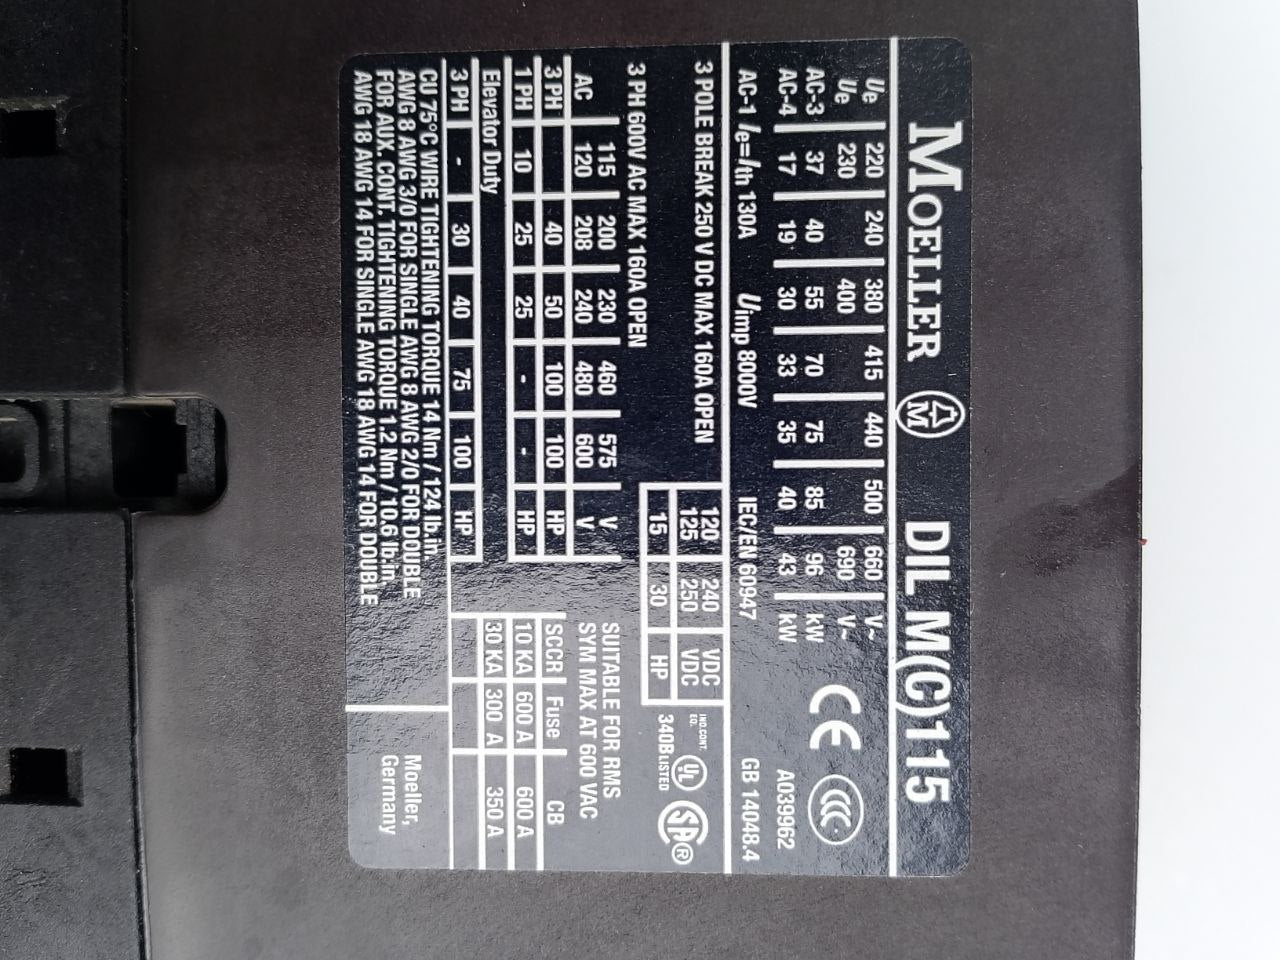 MOELLER M DIL M(C)115
Ue 220 240 380 415 440 500 660 V~
Ue 230 400 690 V~
AC-3 37 40 55 70 75 85 96 kW
AC-4 17 19 30 33 35 40 43 kW
CE CCC
A039962
AC-1 Ie=Ith 130A Uimp 8000V IEC/EN 60947 GB 14048.4
3 POLE BREAK 250 V DC MAX 160A OPEN
120 240 VDC
125 250 VDC
15 30 HP
IND.CONT.
EQ.
UL
340B LISTED
SA®
3 PH 600V AC MAX 160A OPEN
AC 115 200 230 460 575 V
120 208 240 480 600 V
3 PH 40 50 100 100 HP
1 PH 10 25 25 - - HP
Elevator Duty
3 PH - 30 40 75 100 HP
SUITABLE FOR RMS
SYM MAX AT 600 VAC
SCCR Fuse CB
10 KA 600 A 600 A
30 KA 300 A 350 A
CU 75°C WIRE TIGHTENING TORQUE 14 Nm / 124 lb.in.
AWG 8 AWG 3/0 FOR SINGLE AWG 8 AWG 2/0 FOR DOUBLE
FOR AUX. CONT. TIGHTENING TORQUE 1.2 Nm / 10.6 lb.in.
AWG 18 AWG 14 FOR SINGLE AWG 18 AWG 14 FOR DOUBLE
Moeller,
Germany